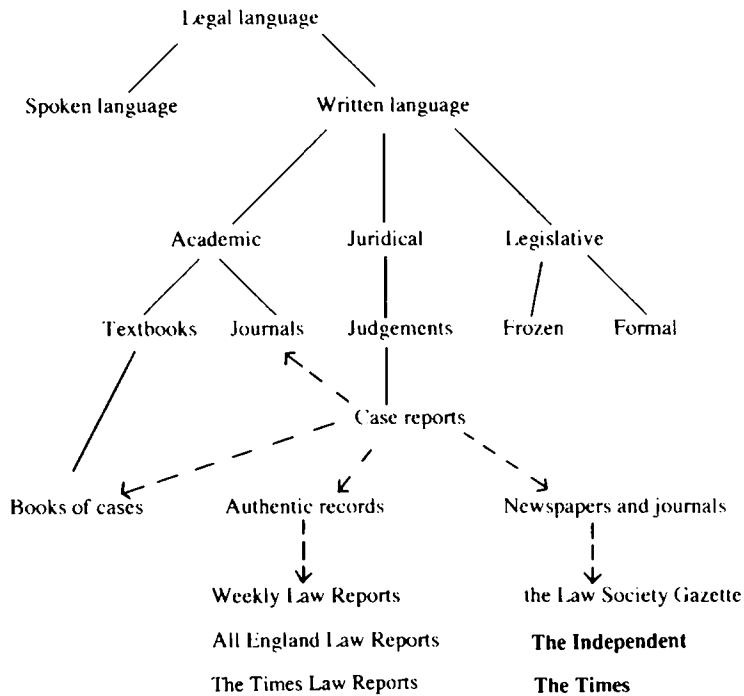 Legal language
Spoken language Written language
Academic Juridical Legislative
Textbooks Journals Judgements Frozen Formal
Case reports
Books of cases Authentic records Newspapers and journals
Weekly Law Reports the Law Society Gazette
All England Law Reports The Independent
The Times Law Reports The Times